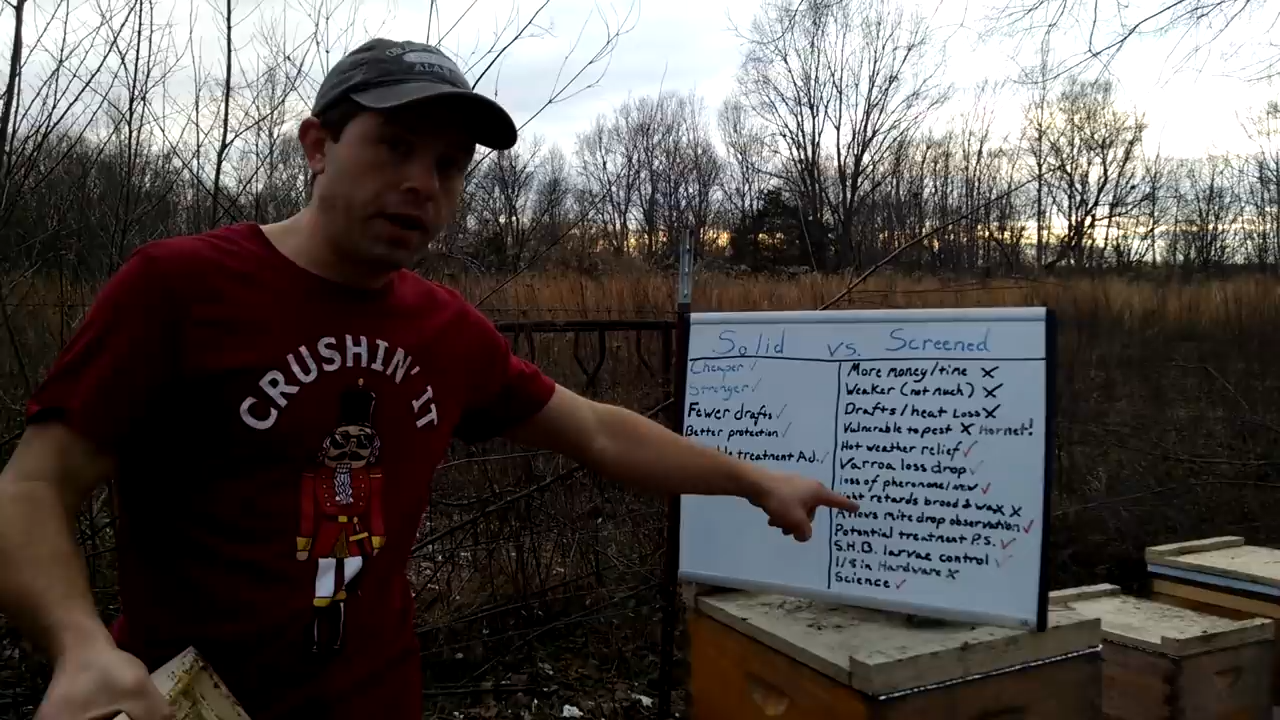 CRUSHIN' IT
Solid vs. Screened
Cheaper ✓
Stronger ✓
Fewer drafts ✓
Better protection ✓
treatment Ad. ✓
More money/time X
Weaker (not much) X
Drafts/heat Loss X
Vulnerable to pest X Hornet!
Hot weather relief ✓
Varroa loss drop ✓
loss of pheromone/
retards brood & wax X
Allows mite drop observation ✓
Potential treatment P.S. ✓
S.H.B. larvae control ✓
1/8 in Hardware X
Science ✓